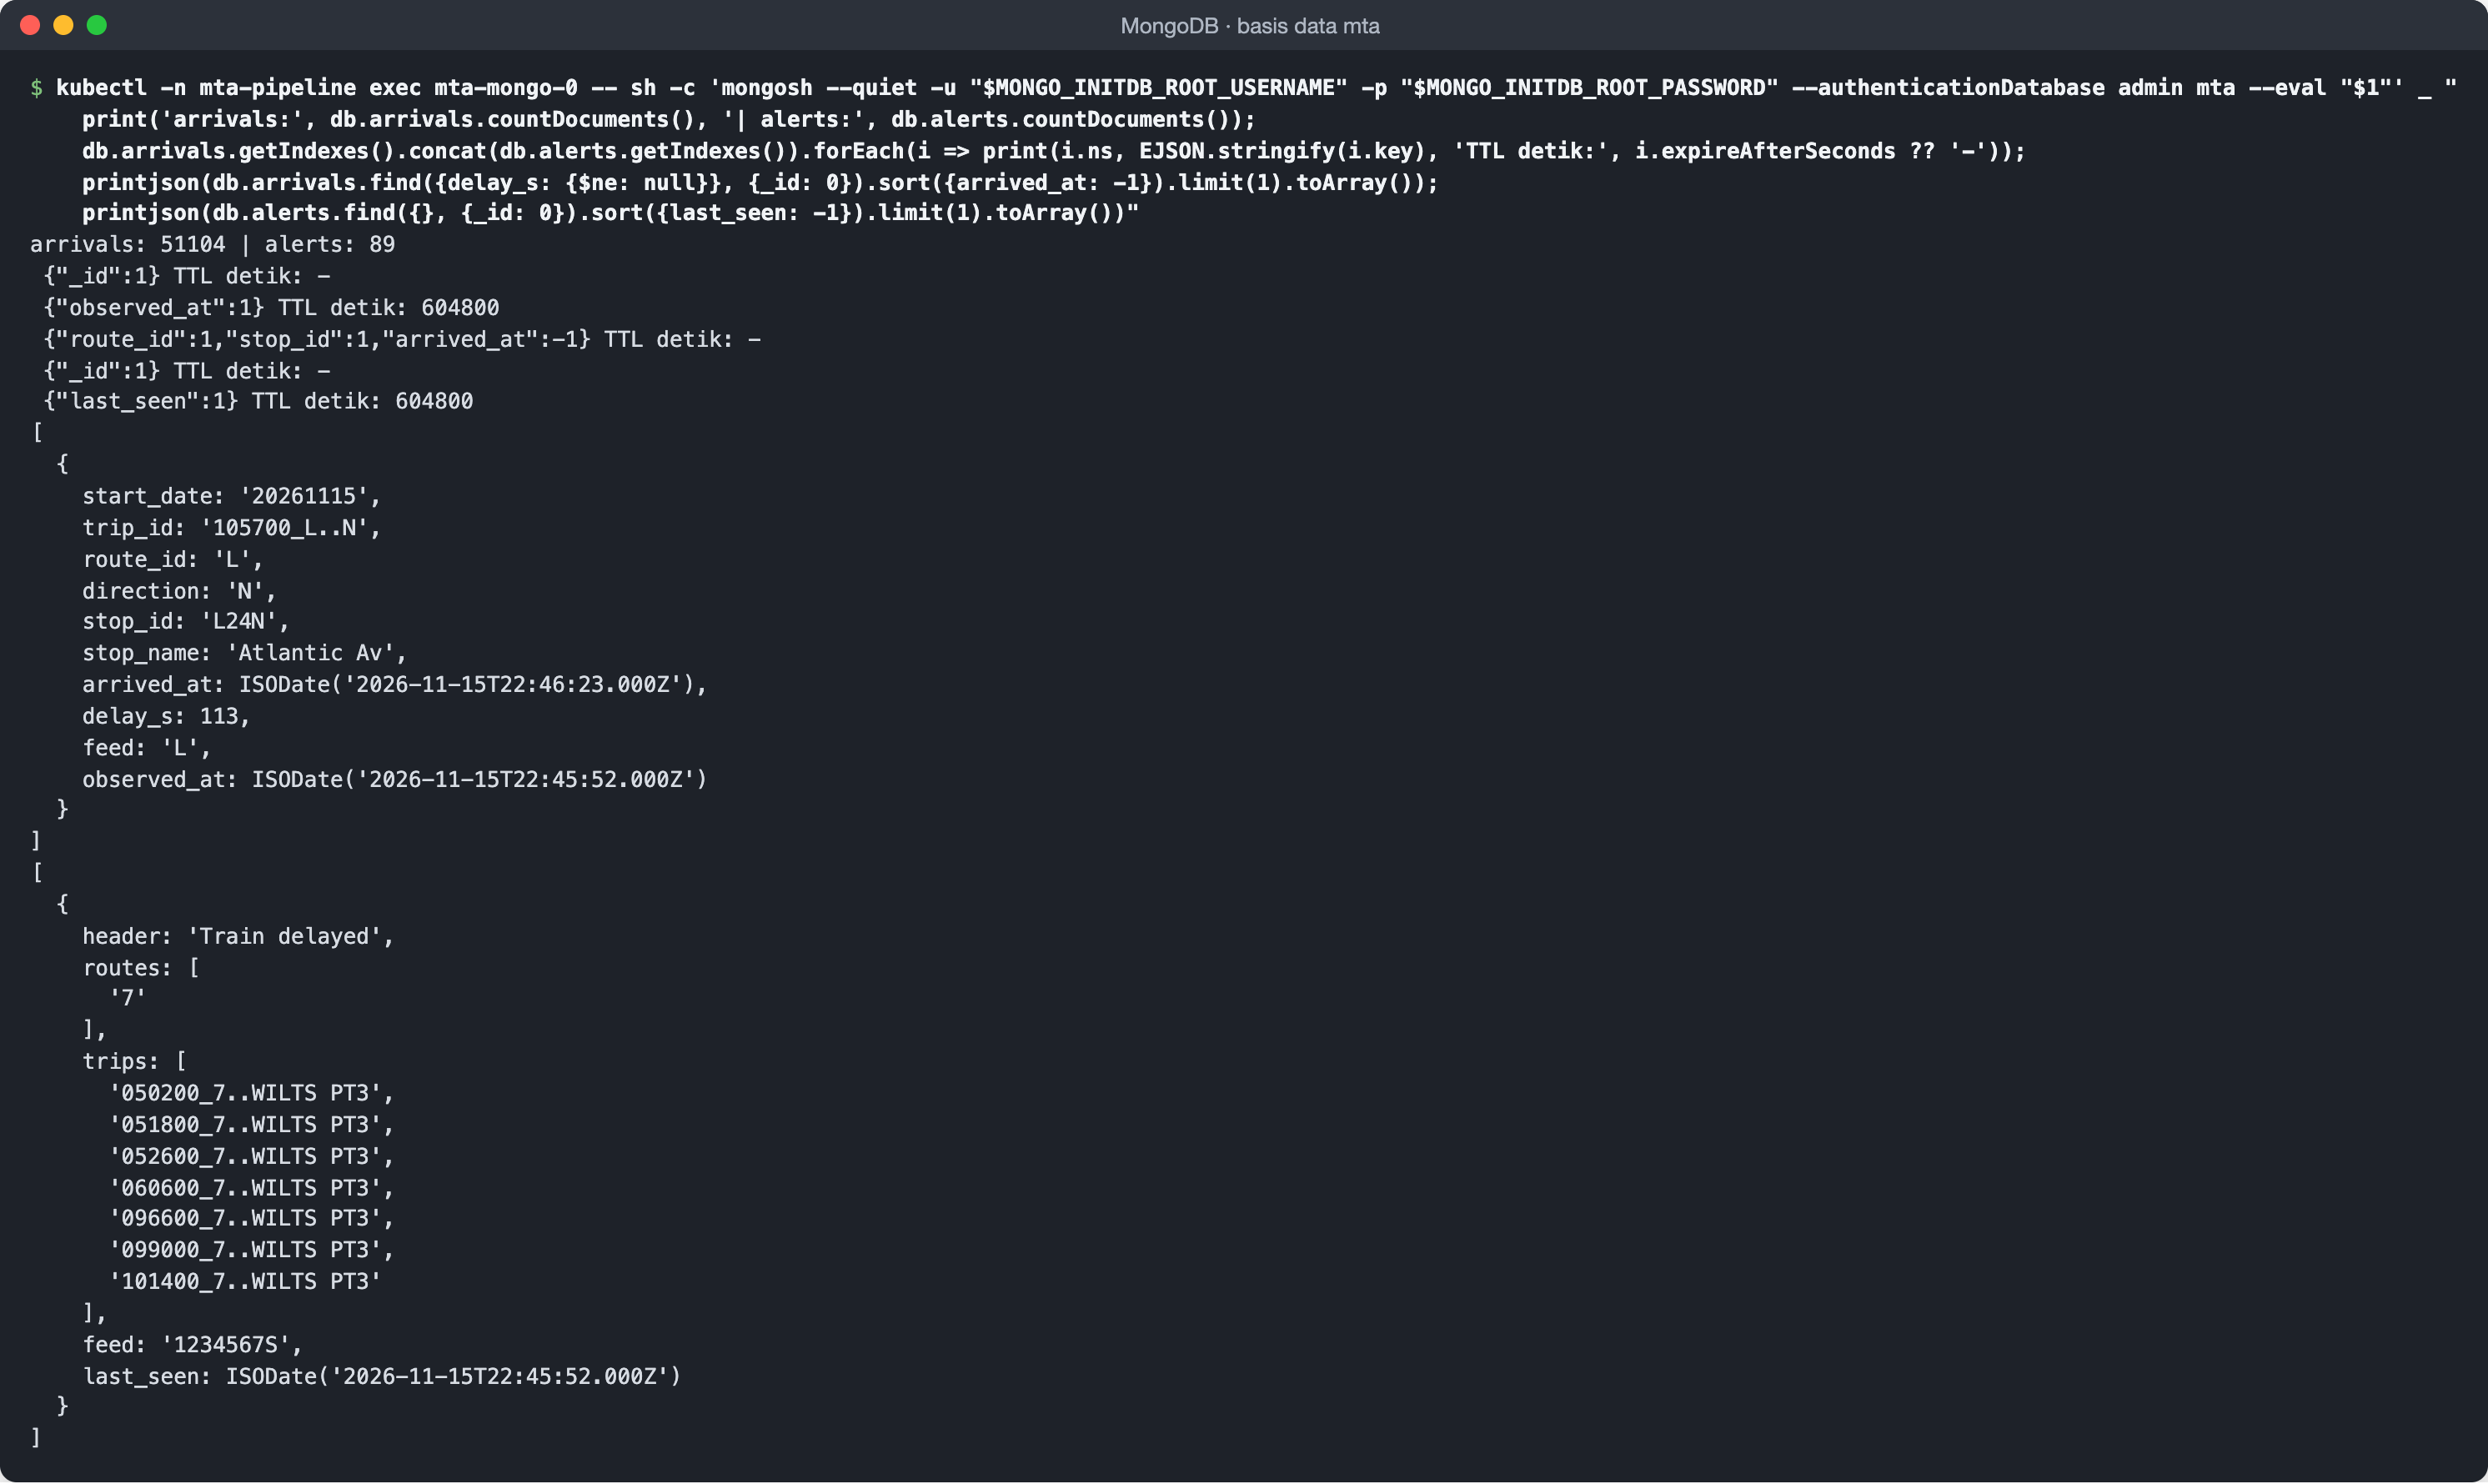 MongoDB · basis data mta
$ kubectl -n mta-pipeline exec mta-mongo-0 -- sh -c 'mongosh --quiet -u "$MONGO_INITDB_ROOT_USERNAME" -p "$MONGO_INITDB_ROOT_PASSWORD" --authenticationDatabase admin mta --eval "$1"' _ "
    print('arrivals:', db.arrivals.countDocuments(), '| alerts:', db.alerts.countDocuments());
    db.arrivals.getIndexes().concat(db.alerts.getIndexes()).forEach(i => print(i.ns, EJSON.stringify(i.key), 'TTL detik:', i.expireAfterSeconds ?? '-'));
    printjson(db.arrivals.find({delay_s: {$ne: null}}, {_id: 0}).sort({arrived_at: -1}).limit(1).toArray());
    printjson(db.alerts.find({}, {_id: 0}).sort({last_seen: -1}).limit(1).toArray())"
arrivals: 51104 | alerts: 89
 {"_id":1} TTL detik: -
 {"observed_at":1} TTL detik: 604800
 {"route_id":1,"stop_id":1,"arrived_at":-1} TTL detik: -
 {"_id":1} TTL detik: -
 {"last_seen":1} TTL detik: 604800
[
  {
    start_date: '20261115',
    trip_id: '105700_L..N',
    route_id: 'L',
    direction: 'N',
    stop_id: 'L24N',
    stop_name: 'Atlantic Av',
    arrived_at: ISODate('2026-11-15T22:46:23.000Z'),
    delay_s: 113,
    feed: 'L',
    observed_at: ISODate('2026-11-15T22:45:52.000Z')
  }
]
[
  {
    header: 'Train delayed',
    routes: [
      '7'
    ],
    trips: [
      '050200_7..WILTS PT3',
      '051800_7..WILTS PT3',
      '052600_7..WILTS PT3',
      '060600_7..WILTS PT3',
      '096600_7..WILTS PT3',
      '099000_7..WILTS PT3',
      '101400_7..WILTS PT3'
    ],
    feed: '1234567S',
    last_seen: ISODate('2026-11-15T22:45:52.000Z')
  }
]